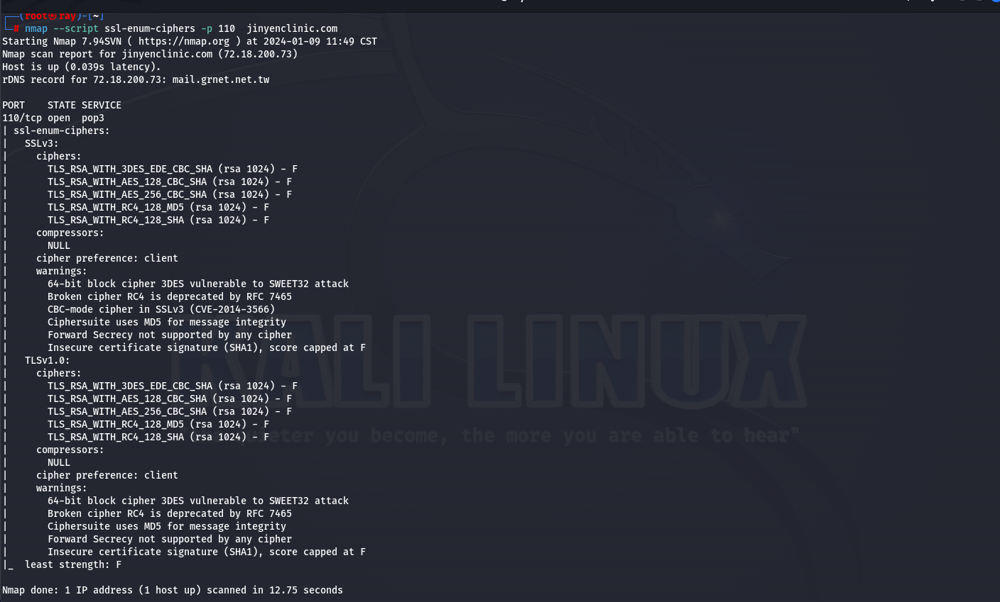 ┌──(root㉿ray)-[~]
└─# nmap --script ssl-enum-ciphers -p 110  jinyenclinic.com
Starting Nmap 7.94SVN ( https://nmap.org ) at 2024-01-09 11:49 CST
Nmap scan report for jinyenclinic.com (72.18.200.73)
Host is up (0.039s latency).
rDNS record for 72.18.200.73: mail.grnet.net.tw
PORT    STATE SERVICE
110/tcp open  pop3
| ssl-enum-ciphers:
|   SSLv3:
|     ciphers:
|       TLS_RSA_WITH_3DES_EDE_CBC_SHA (rsa 1024) - F
|       TLS_RSA_WITH_AES_128_CBC_SHA (rsa 1024) - F
|       TLS_RSA_WITH_AES_256_CBC_SHA (rsa 1024) - F
|       TLS_RSA_WITH_RC4_128_MD5 (rsa 1024) - F
|       TLS_RSA_WITH_RC4_128_SHA (rsa 1024) - F
|     compressors:
|       NULL
|     cipher preference: client
|     warnings:
|       64-bit block cipher 3DES vulnerable to SWEET32 attack
|       Broken cipher RC4 is deprecated by RFC 7465
|       CBC-mode cipher in SSLv3 (CVE-2014-3566)
|       Ciphersuite uses MD5 for message integrity
|       Forward Secrecy not supported by any cipher
|       Insecure certificate signature (SHA1), score capped at F
|   TLSv1.0:
|     ciphers:
|       TLS_RSA_WITH_3DES_EDE_CBC_SHA (rsa 1024) - F
|       TLS_RSA_WITH_AES_128_CBC_SHA (rsa 1024) - F
|       TLS_RSA_WITH_AES_256_CBC_SHA (rsa 1024) - F
|       TLS_RSA_WITH_RC4_128_MD5 (rsa 1024) - F
|       TLS_RSA_WITH_RC4_128_SHA (rsa 1024) - F
|     compressors:
|       NULL
|     cipher preference: client
|     warnings:
|       64-bit block cipher 3DES vulnerable to SWEET32 attack
|       Broken cipher RC4 is deprecated by RFC 7465
|       Ciphersuite uses MD5 for message integrity
|       Forward Secrecy not supported by any cipher
|       Insecure certificate signature (SHA1), score capped at F
|_  least strength: F
Nmap done: 1 IP address (1 host up) scanned in 12.75 seconds
KALI LINUX
you become, the more you are able to hear"